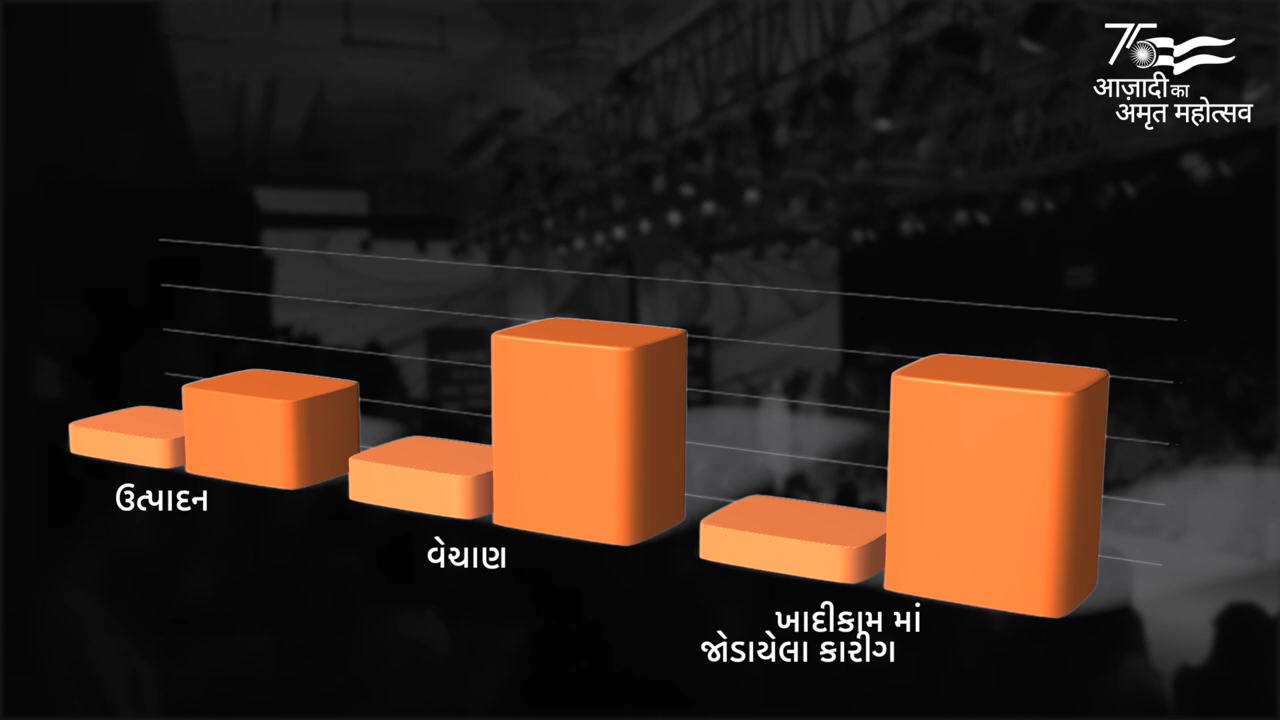 75
आज़ादी का
अमृत महोत्सव
ઉત્પાદન
વેચાણ
ખાદીકામ માં
જોડાયેલા કારીગ